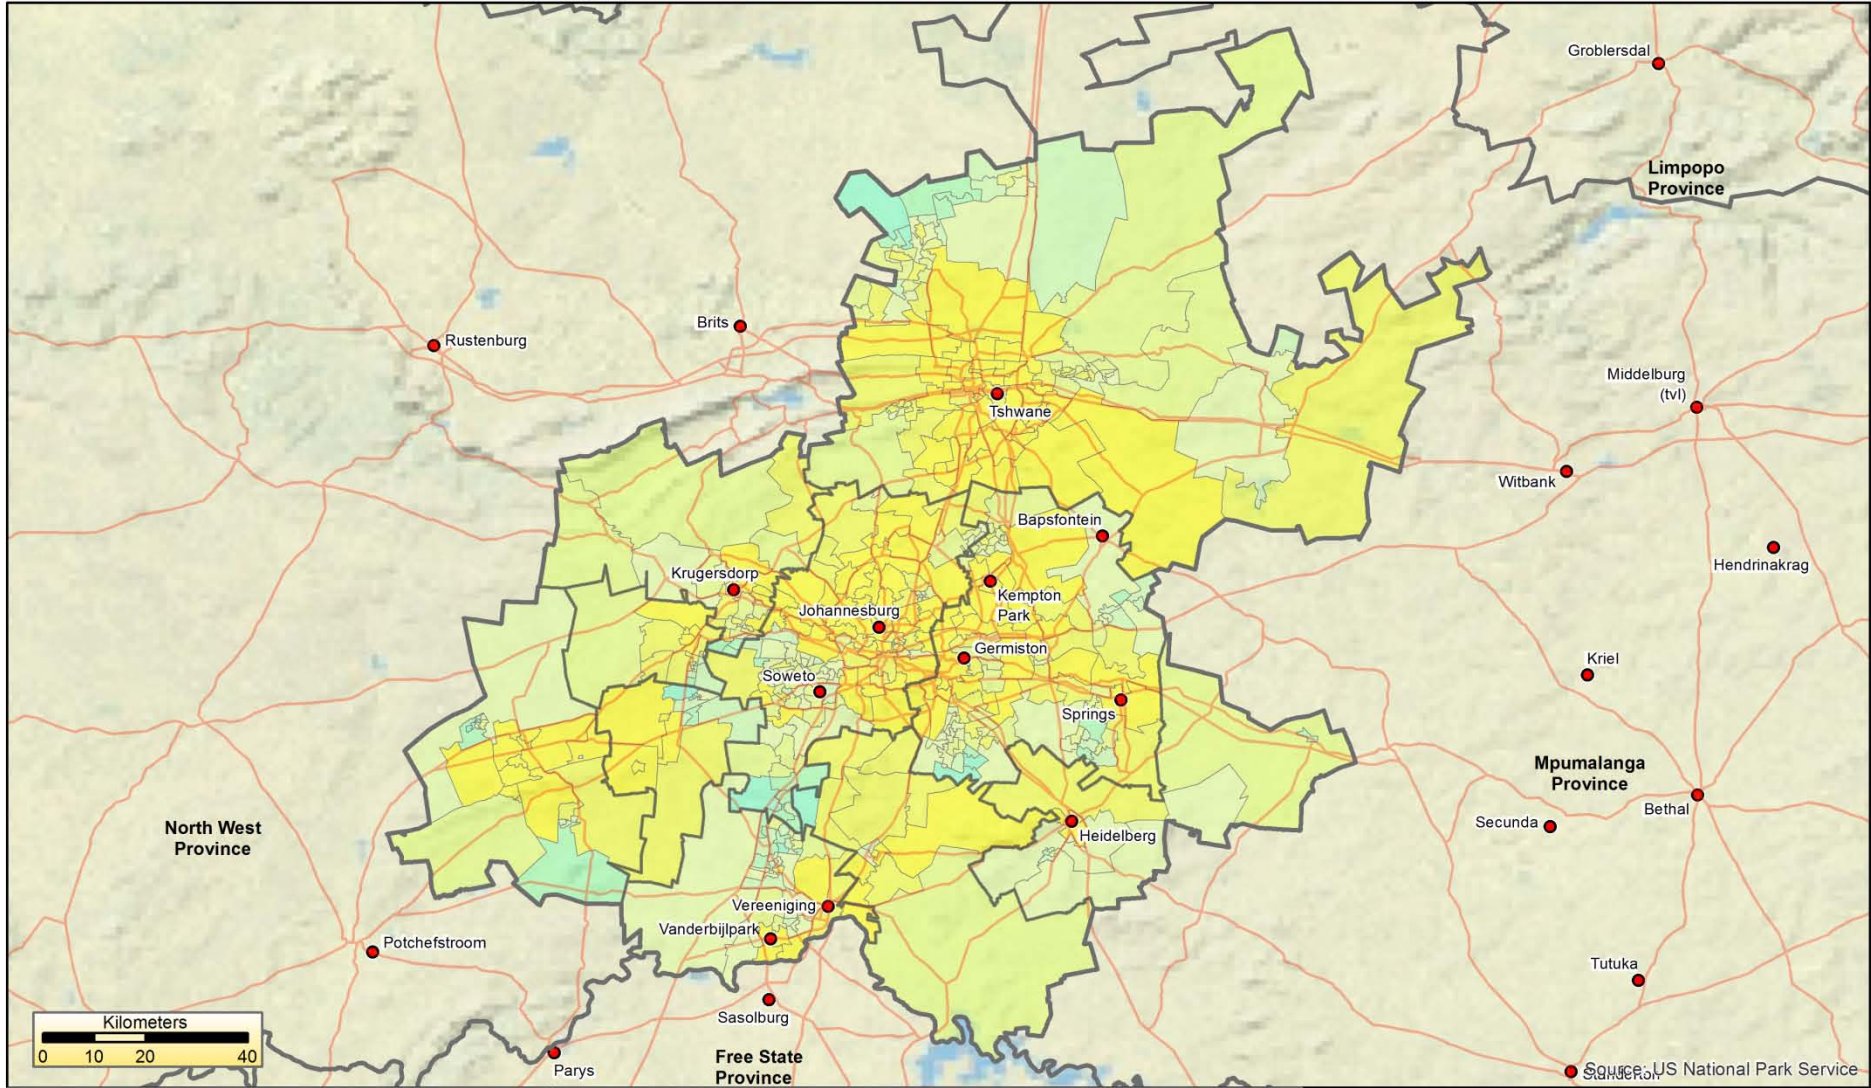 Groblersdal
Limpopo
Province
Brits
Rustenburg
Middelburg
(tvl)
Tshwane
Witbank
Bapsfontein
Hendrinakrag
Krugersdorp
Kempton
Park
Johannesburg
Germiston
Kriel
Soweto
Springs
Mpumalanga
Province
Bethal
Secunda
North West
Province
Heidelberg
Vereeniging
Vanderbijlpark
Potchefstroom
Tutuka
Sasolburg
Kilometers
0 10 20 40
Parys
Free State
Province
Standerton
Source: US National Park Service